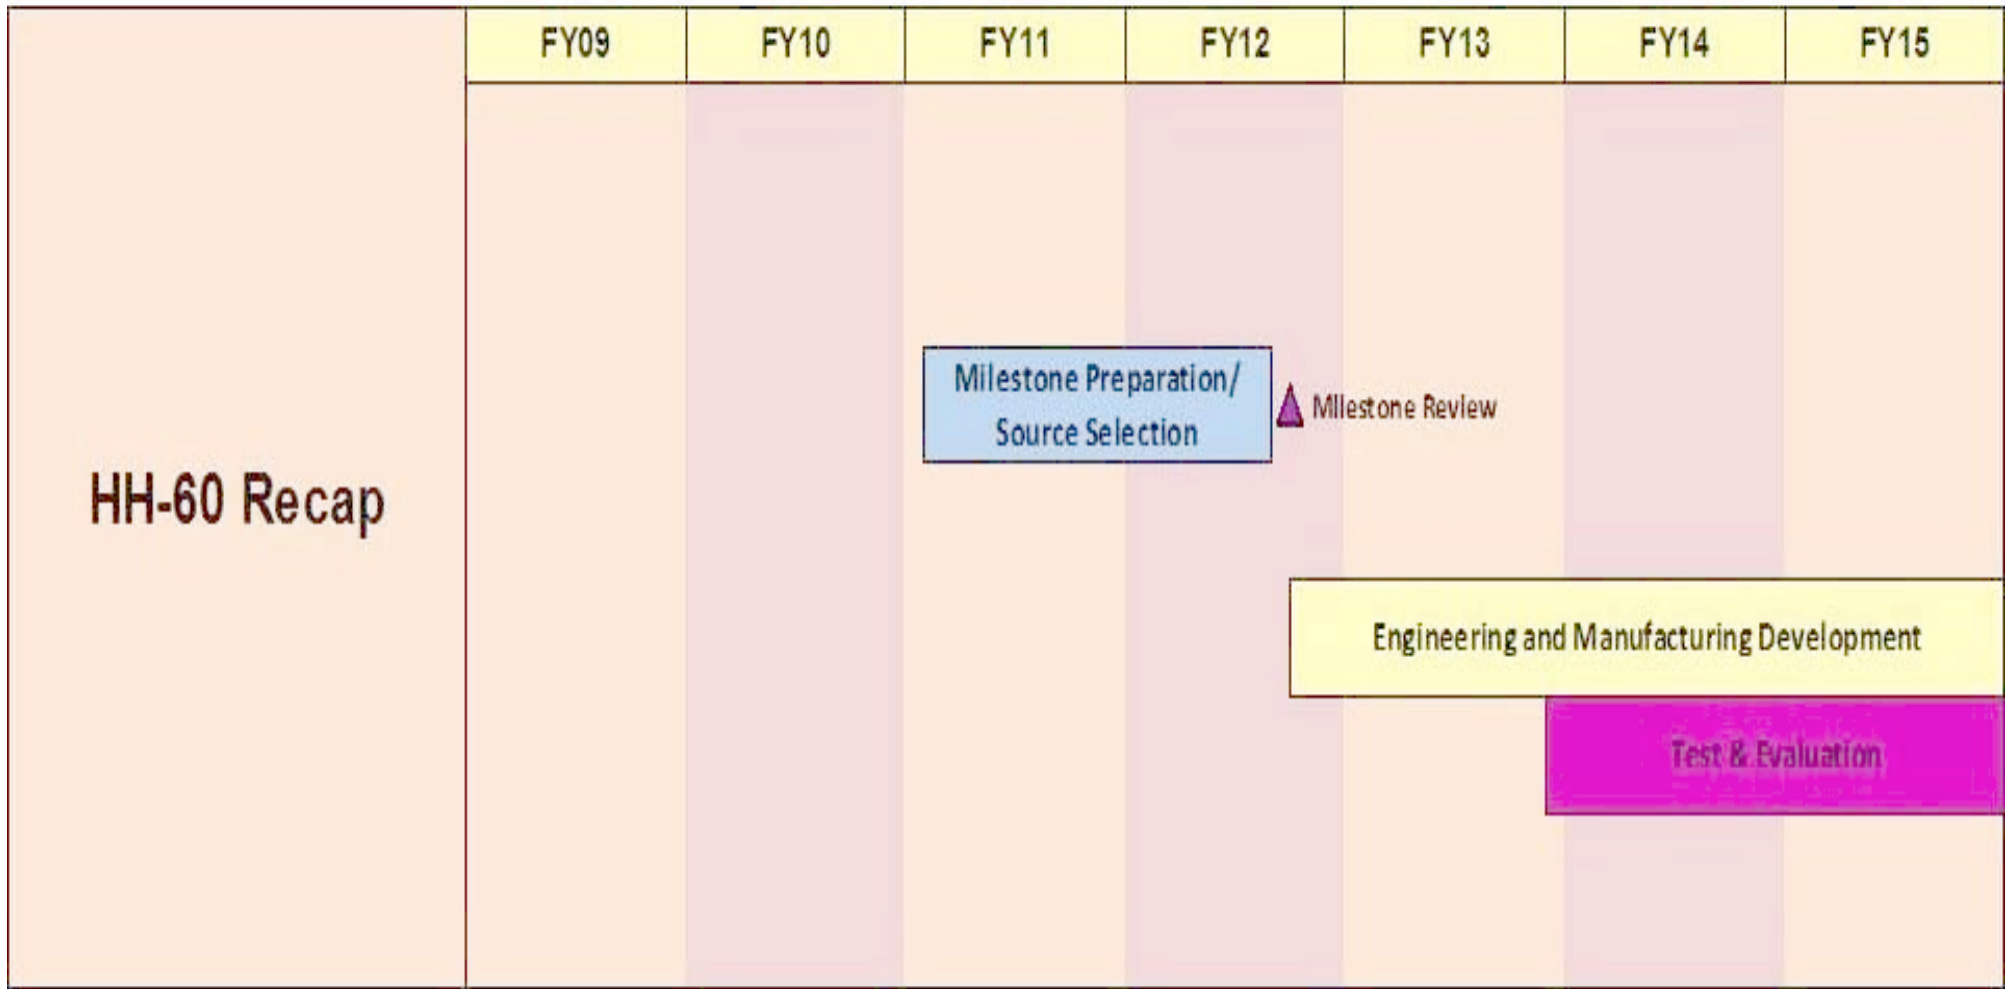 FY09 FY10 FY11 FY12 FY13 FY14 FY15
Milestone Preparation/
Source Selection
Milestone Review
HH-60 Recap
Engineering and Manufacturing Development
Test & Evaluation